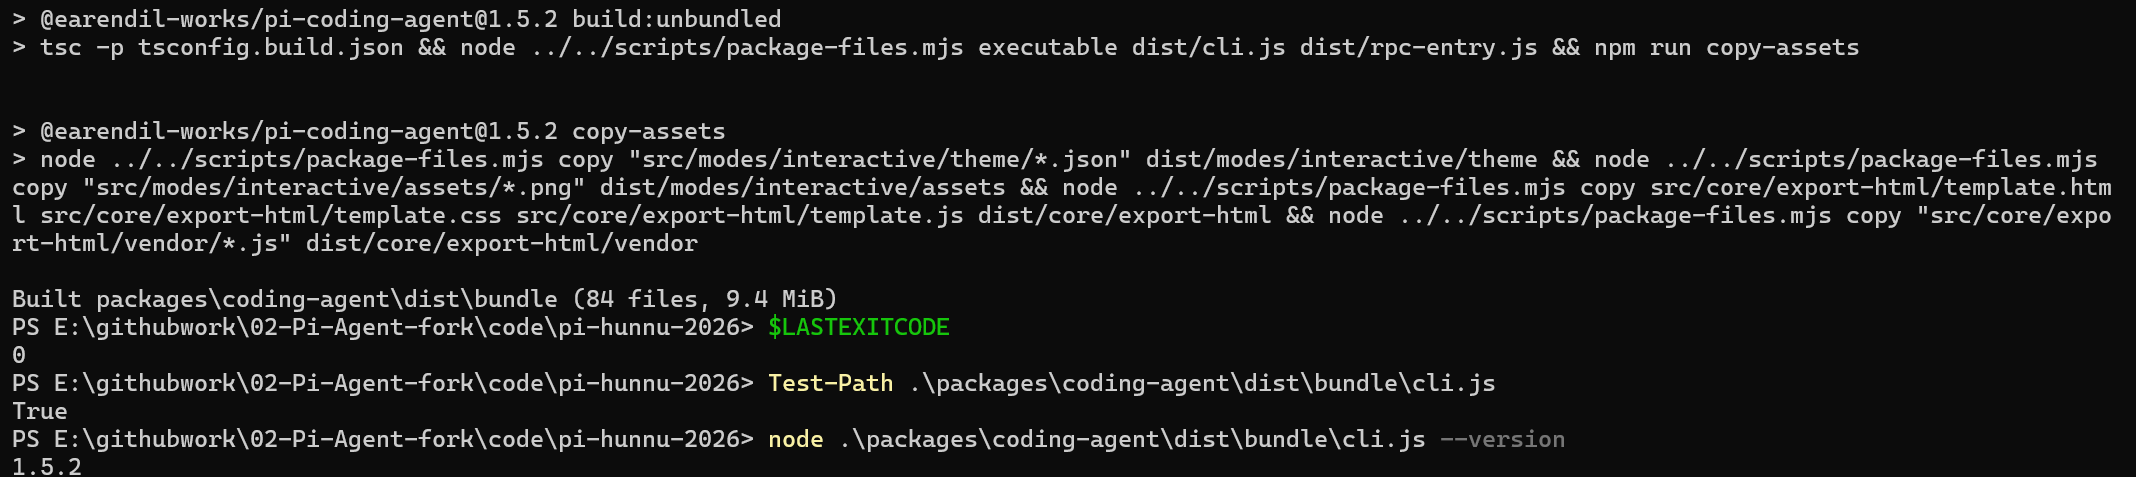 > @earendil-works/pi-coding-agent@1.5.2 build:unbundled
> tsc -p tsconfig.build.json && node ../../scripts/package-files.mjs executable dist/cli.js dist/rpc-entry.js && npm run copy-assets
> @earendil-works/pi-coding-agent@1.5.2 copy-assets
> node ../../scripts/package-files.mjs copy "src/modes/interactive/theme/*.json" dist/modes/interactive/theme && node ../../scripts/package-files.mjs
copy "src/modes/interactive/assets/*.png" dist/modes/interactive/assets && node ../../scripts/package-files.mjs copy src/core/export-html/template.htm
l src/core/export-html/template.css src/core/export-html/template.js dist/core/export-html && node ../../scripts/package-files.mjs copy "src/core/expo
rt-html/vendor/*.js" dist/core/export-html/vendor
Built packages\coding-agent\dist\bundle (84 files, 9.4 MiB)
PS E:\githubwork\02-Pi-Agent-fork\code\pi-hunnu-2026> $LASTEXITCODE
0
PS E:\githubwork\02-Pi-Agent-fork\code\pi-hunnu-2026> Test-Path .\packages\coding-agent\dist\bundle\cli.js
True
PS E:\githubwork\02-Pi-Agent-fork\code\pi-hunnu-2026> node .\packages\coding-agent\dist\bundle\cli.js --version
1.5.2